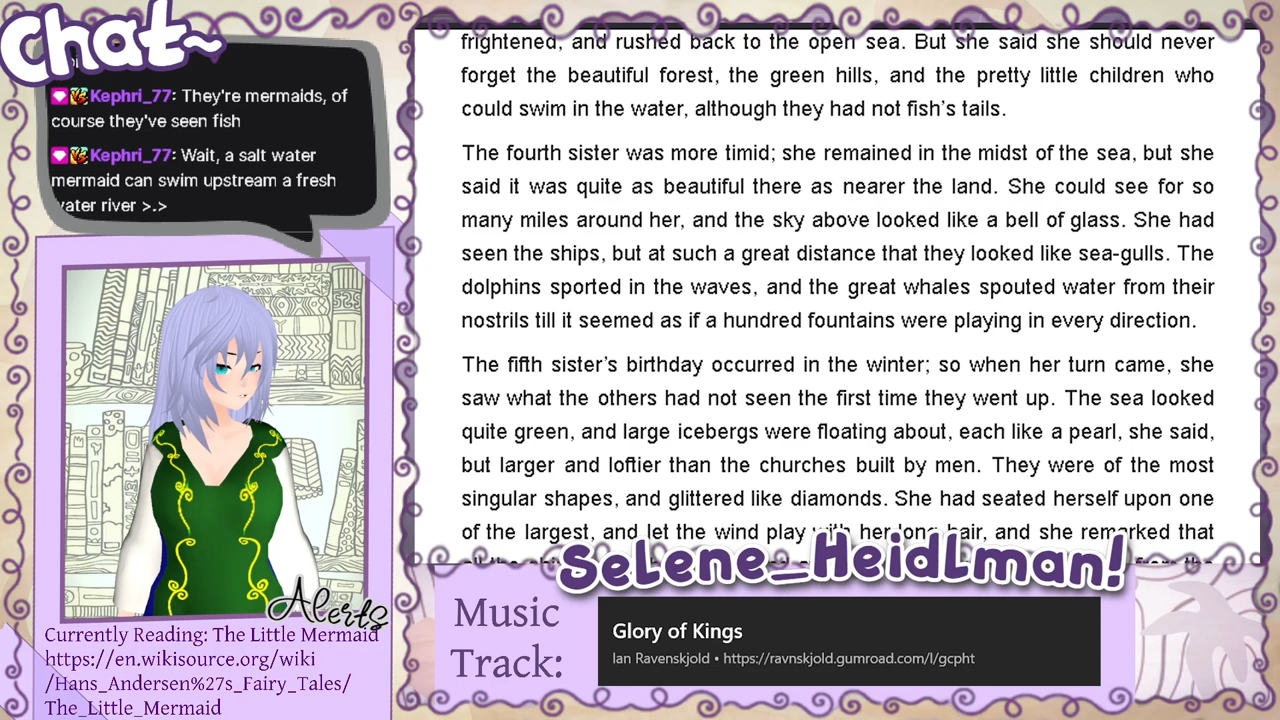 Chat~
Kephri_77: They're mermaids, of
course they've seen fish
Kephri_77: Wait, a salt water
mermaid can swim upstream a fresh
water river >.>
Alerts
Currently Reading: The Little Mermaid
https://en.wikisource.org/wiki
/Hans_Andersen%27s_Fairy_Tales/
The_Little_Mermaid
frightened, and rushed back to the open sea. But she said she should never
forget the beautiful forest, the green hills, and the pretty little children who
could swim in the water, although they had not fish's tails.
The fourth sister was more timid; she remained in the midst of the sea, but she
said it was quite as beautiful there as nearer the land. She could see for so
many miles around her, and the sky above looked like a bell of glass. She had
seen the ships, but at such a great distance that they looked like sea-gulls. The
dolphins sported in the waves, and the great whales spouted water from their
nostrils till it seemed as if a hundred fountains were playing in every direction.
The fifth sister's birthday occurred in the winter; so when her turn came, she
saw what the others had not seen the first time they went up. The sea looked
quite green, and large icebergs were floating about, each like a pearl, she said,
but larger and loftier than the churches built by men. They were of the most
singular shapes, and glittered like diamonds. She had seated herself upon one
of the largest, and let the wind play with her long hair, and she remarked that
Selene_Heidlman!
Music
Track:
Glory of Kings
Ian Ravenskjold • https://ravnskjold.gumroad.com/l/gcpht